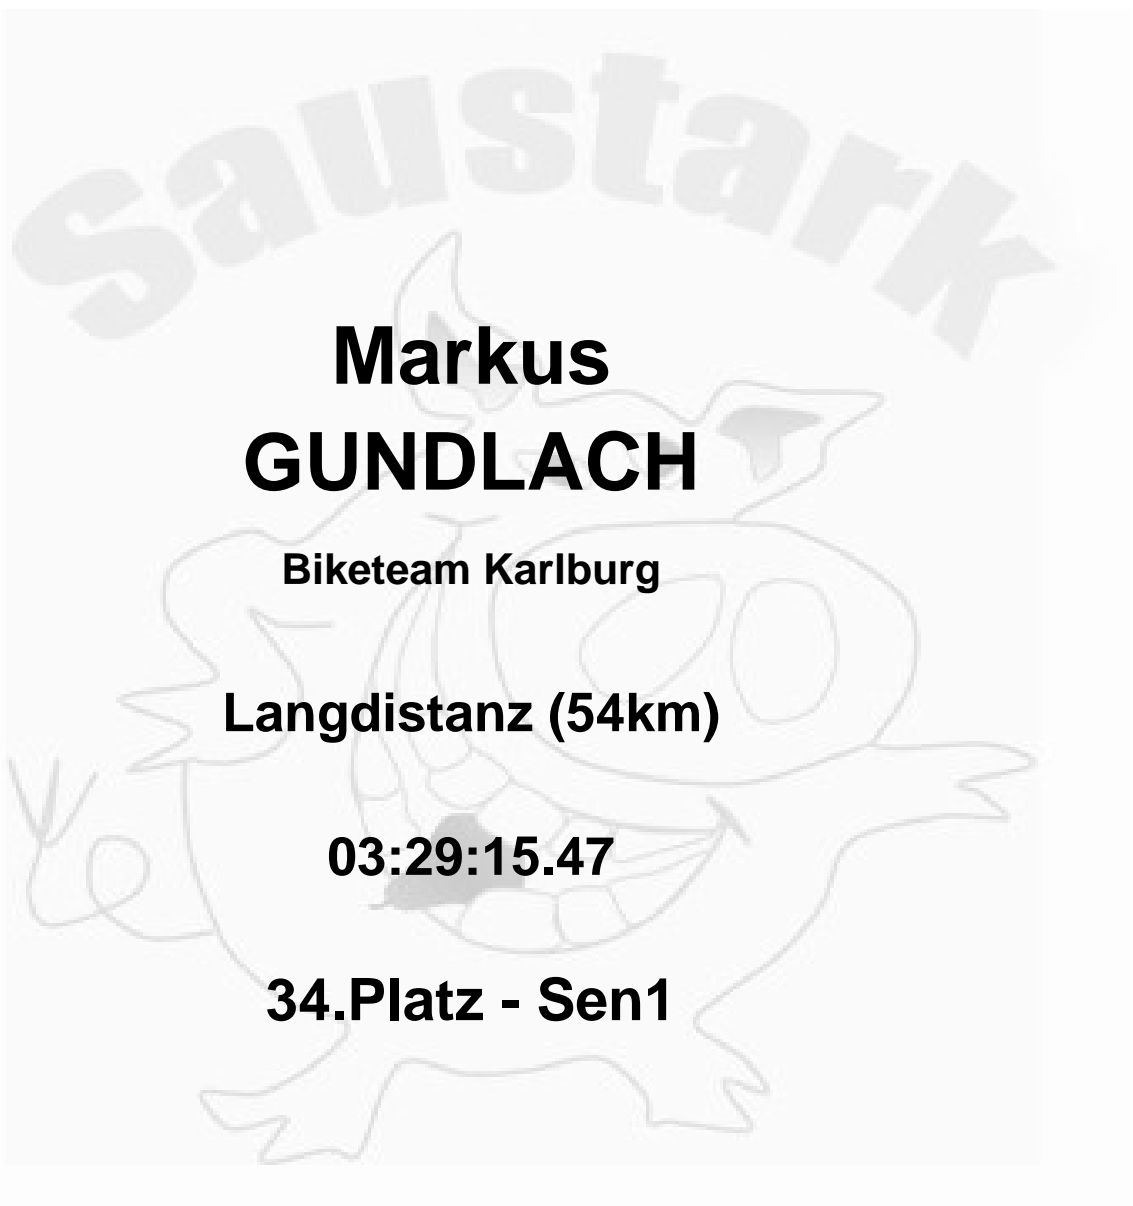 Saustark
Markus
GUNDLACH
Biketeam Karlburg
Langdistanz (54km)
03:29:15.47
34.Platz - Sen1